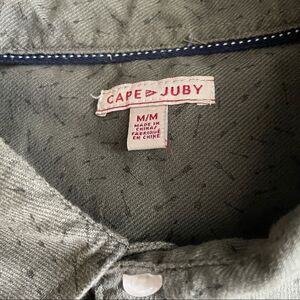 CAPE JUBY
M/M
MADE IN
CHINA/
FABRIQUÉ
EN CHINE